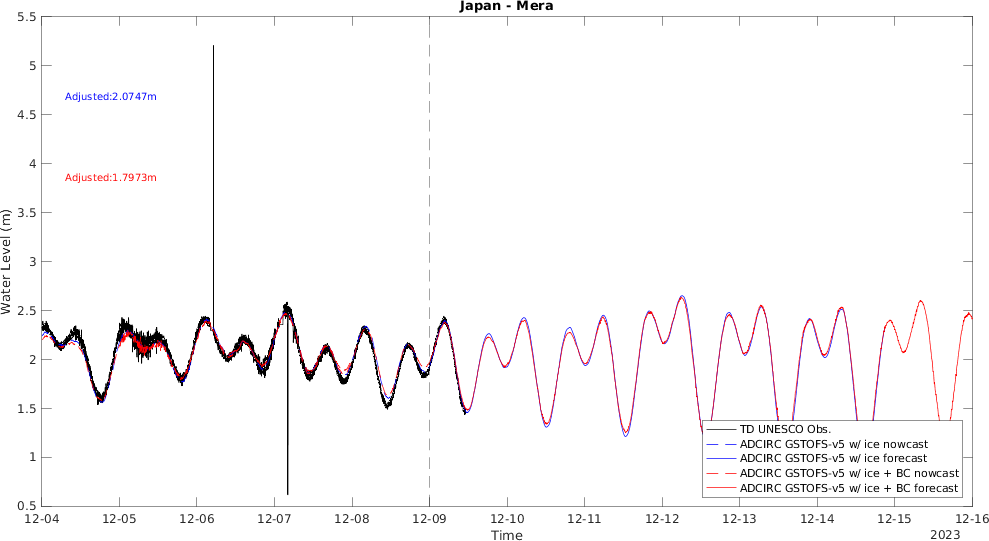 Japan - Mera
5.5
5
4.5
4
3.5
3
2.5
2
1.5
1
0.5
Water Level (m)
Adjusted:2.0747m
Adjusted:1.7973m
TD UNESCO Obs.
ADCIRC GSTOFS-v5 w/ ice nowcast
ADCIRC GSTOFS-v5 w/ ice forecast
ADCIRC GSTOFS-v5 w/ ice + BC nowcast
ADCIRC GSTOFS-v5 w/ ice + BC forecast
12-04 12-05 12-06 12-07 12-08 12-09 12-10 12-11 12-12 12-13 12-14 12-15 12-16
Time
2023